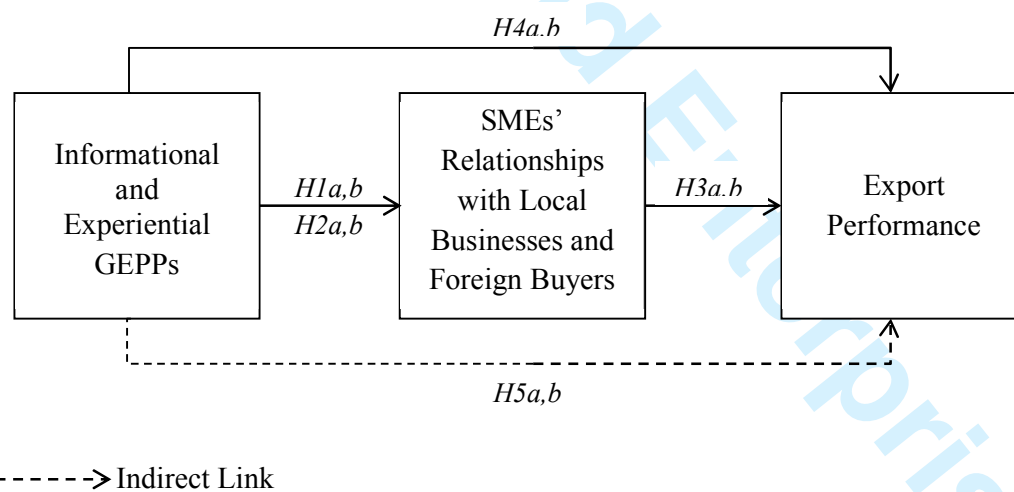 H4a.b
Informational
and
Experiential
GEPPs
H1a,b
H2a,b
SMEs’
Relationships
with Local
Businesses and
Foreign Buyers
H3a.b
Export
Performance
H5a,b
Indirect Link